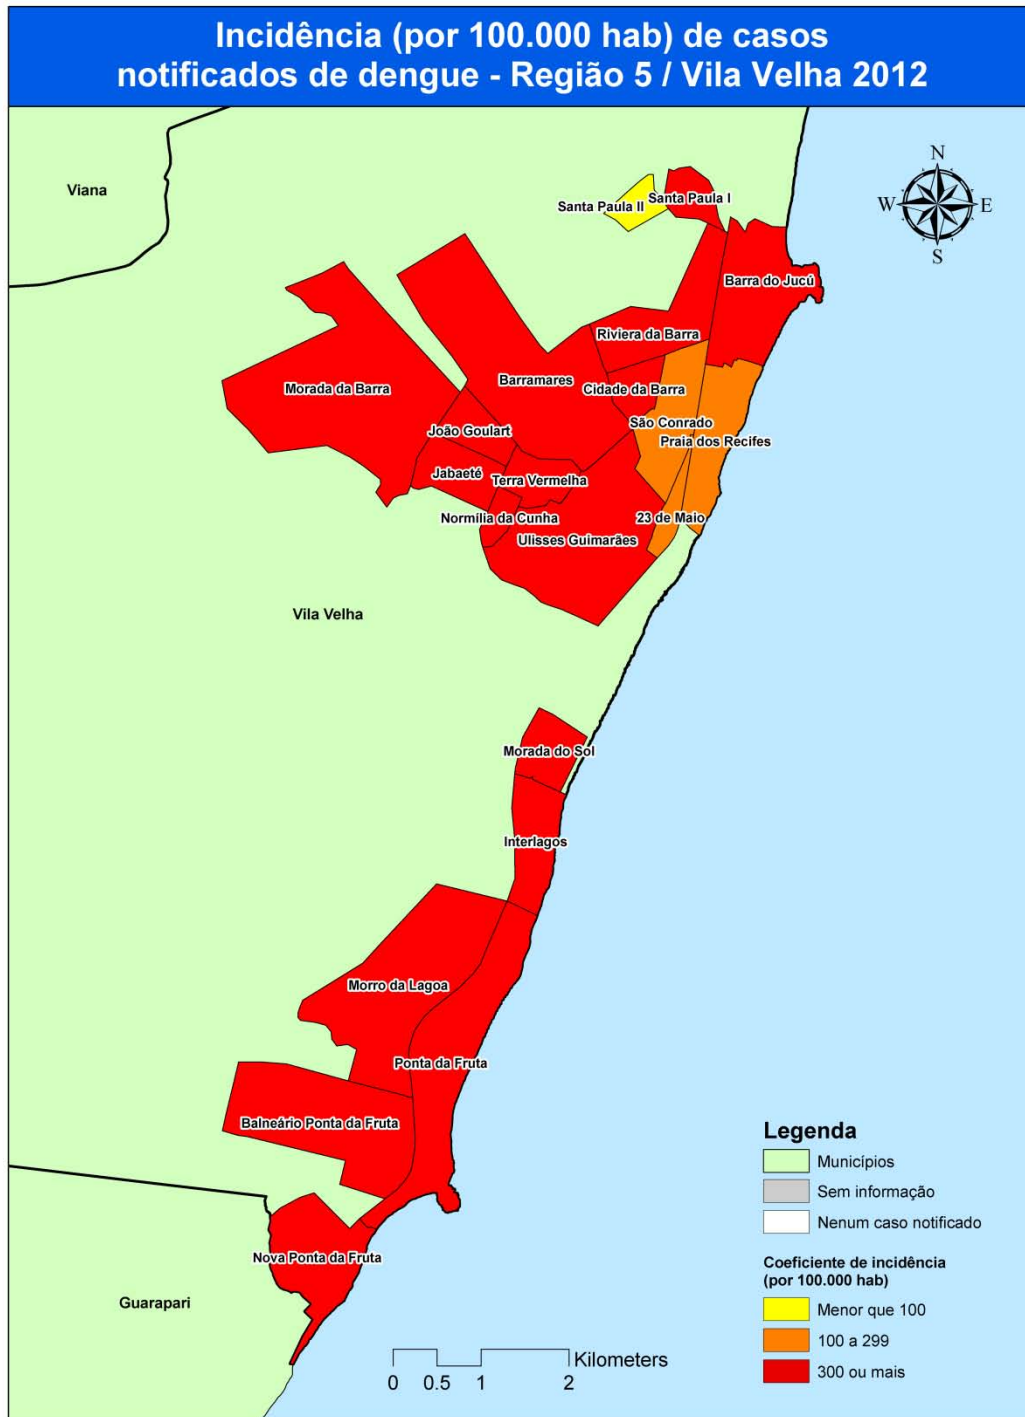 Incidência (por 100.000 hab) de casos
notificados de dengue - Região 5 / Vila Velha 2012
Viana
N
W
E
S
Santa Paula II
Santa Paula I
Barra do Jucú
Riviera da Barra
Barramares
Cidade da Barra
Morada da Barra
São Conrado
João Goulart
Praia dos Recifes
Jabaeté
Terra Vermelha
Normilia da Cunha
23 de Maio
Ulisses Guimarães
Vila Velha
Morada do Sol
Interlagos
Morro da Lagoa
Ponta da Fruta
Balneário Ponta da Fruta
Nova Ponta da Fruta
Guarapari
Legenda
Municípios
Sem informação
Nenum caso notificado
Coeficiente de incidência
(por 100.000 hab)
Menor que 100
100 a 299
300 ou mais
Kilometers
0 0.5 1 2